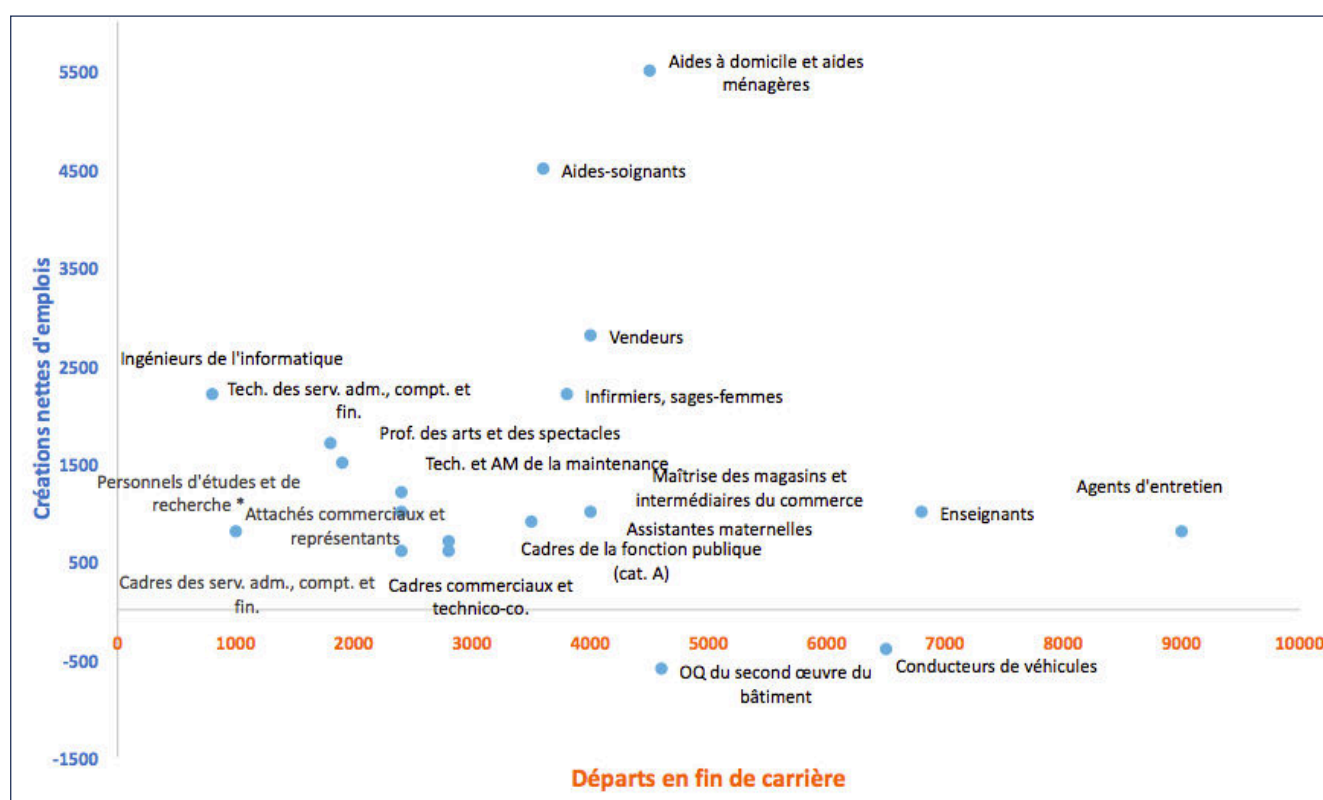 Aides à domicile et aides
ménagères
5500
4500
Aides-soignants
3500
Créations nettes d'emplois
Vendeurs
2500
Ingénieurs de l'informatique
Tech. des serv. adm., compt. et
fin.
Infirmiers, sages-femmes
Prof. des arts et des spectacles
1500
Tech. et AM de la maintenance
Maîtrise des magasins et
intermédiaires du commerce
Personnels d'études et de
recherche *
Agents d'entretien
Attachés commerciaux et
représentants
Enseignants
Assistantes maternelles
500
Cadres de la fonction publique
(cat. A)
Cadres des serv. adm., compt. et
fin.
Cadres commerciaux et
technico-co.
0 1000 2000 3000 4000 5000 6000 7000 8000 9000 10000
-500
OQ du second œuvre du
bâtiment
Conducteurs de véhicules
-1500
Départs en fin de carrière